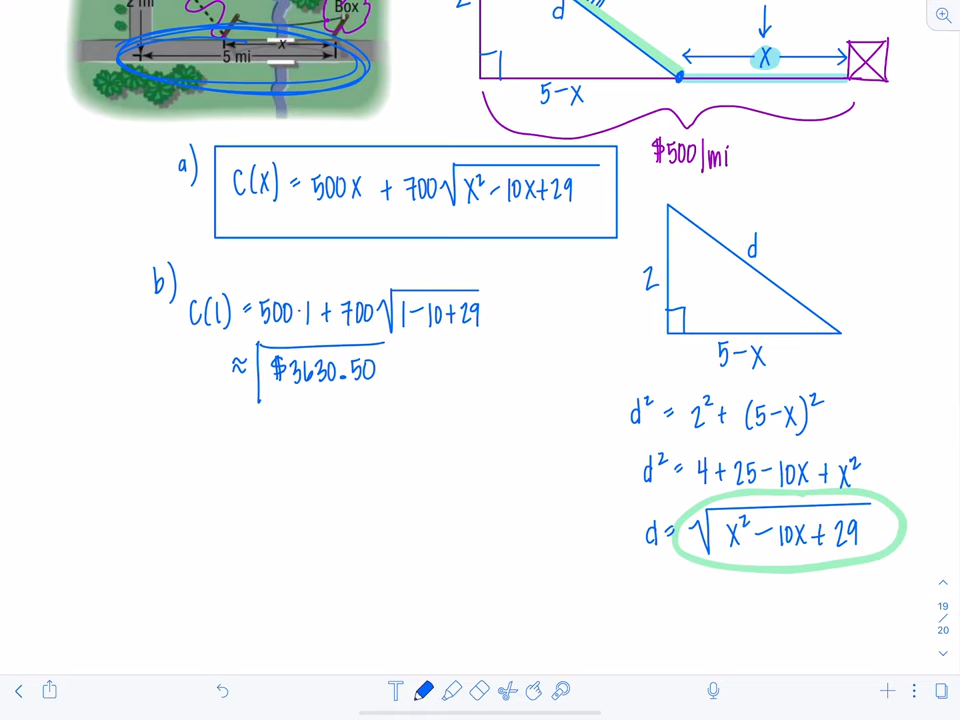 2 mi
Box
x
5 mi
d
x
5-x
$500/mi
a)
C(x) = 500x + 700√x² - 10x + 29
b)
C(1) = 500·1 + 700√1 - 10 + 29
≈ $3630.50
2
d
5-x
d² = 2² + (5-x)²
d² = 4 + 25 - 10x + x²
d = √x² - 10x + 29
19
/
20
T